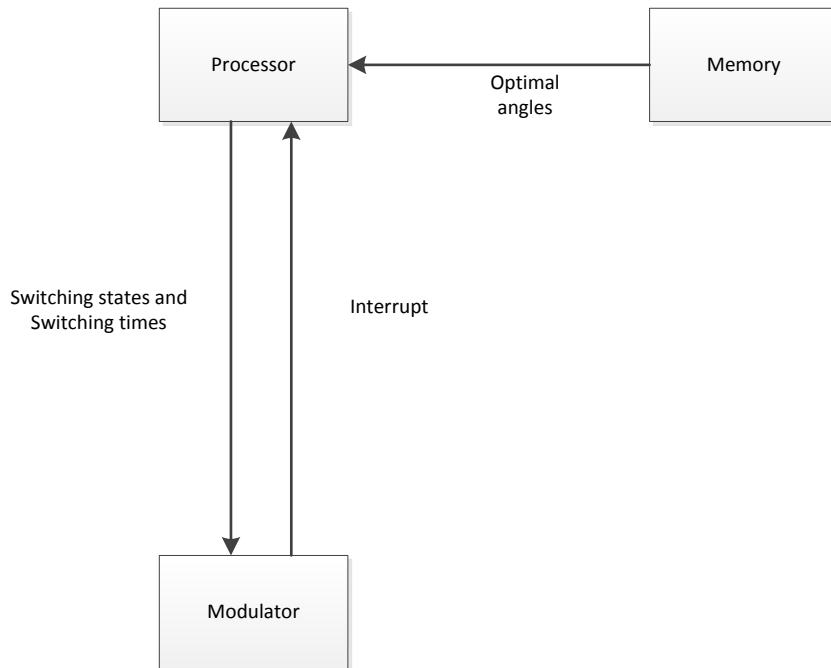 Processor
Memory
Optimal
angles
Switching states and
Switching times
Interrupt
Modulator